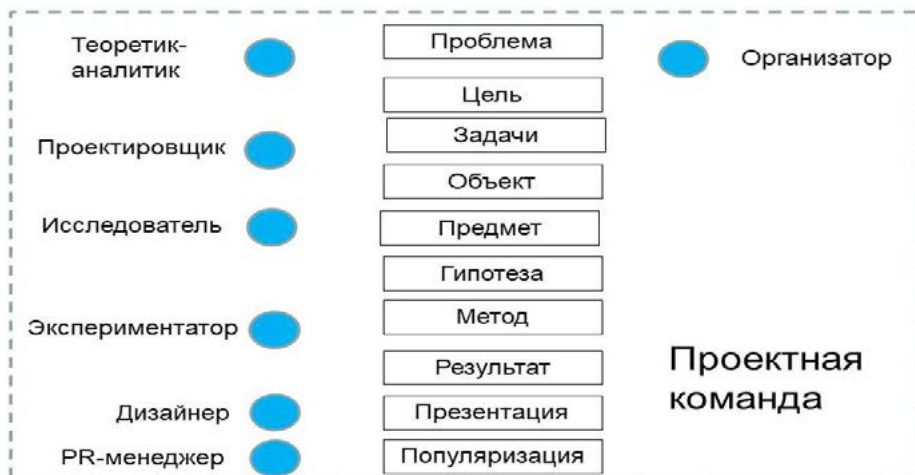 Теоретик-
аналитик
Проектировщик
Исследователь
Экспериментатор
Дизайнер
PR-менеджер
Проблема
Цель
Задачи
Объект
Предмет
Гипотеза
Метод
Результат
Презентация
Популяризация
Организатор
Проектная
команда